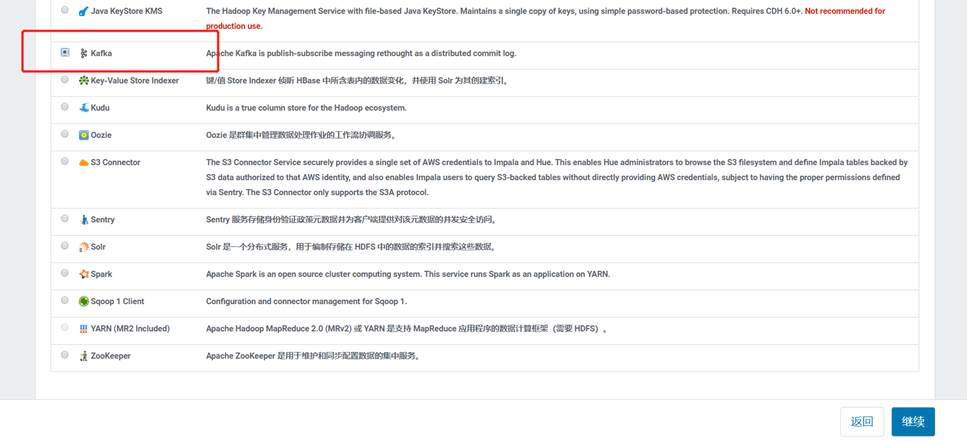 Java KeyStore KMS
The Hadoop Key Management Service with file-based Java KeyStore. Maintains a single copy of keys, using simple password-based protection. Requires CDH 6.0+. Not recommended for
production use.
Kafka
Apache Kafka is publish-subscribe messaging rethought as a distributed commit log.
Key-Value Store Indexer
键/值 Store Indexer 侦听 HBase 中所含表内的数据变化，并使用 Solr 为其创建索引。
Kudu
Kudu is a true column store for the Hadoop ecosystem.
Oozie
Oozie 是群集中管理数据处理作业的工作流协调服务。
S3 Connector
The S3 Connector Service securely provides a single set of AWS credentials to Impala and Hue. This enables Hue administrators to browse the S3 filesystem and define Impala tables backed by
S3 data authorized to that AWS identity, and also enables Impala users to query S3-backed tables without directly providing AWS credentials, subject to having the proper permissions defined
via Sentry. The S3 Connector only supports the S3A protocol.
Sentry
Sentry 服务存储身份验证政策元数据并为客户端提供对该元数据的并发安全访问。
Solr
Solr 是一个分布式服务，用于编制存储在 HDFS 中的数据的索引并搜索这些数据。
Spark
Apache Spark is an open source cluster computing system. This service runs Spark as an application on YARN.
Sqoop 1 Client
Configuration and connector management for Sqoop 1.
YARN (MR2 Included)
Apache Hadoop MapReduce 2.0 (MRv2) 或 YARN 是支持 MapReduce 应用程序的数据计算框架（需要 HDFS）。
ZooKeeper
Apache ZooKeeper 是用于维护和同步配置数据的集中服务。
返回
继续